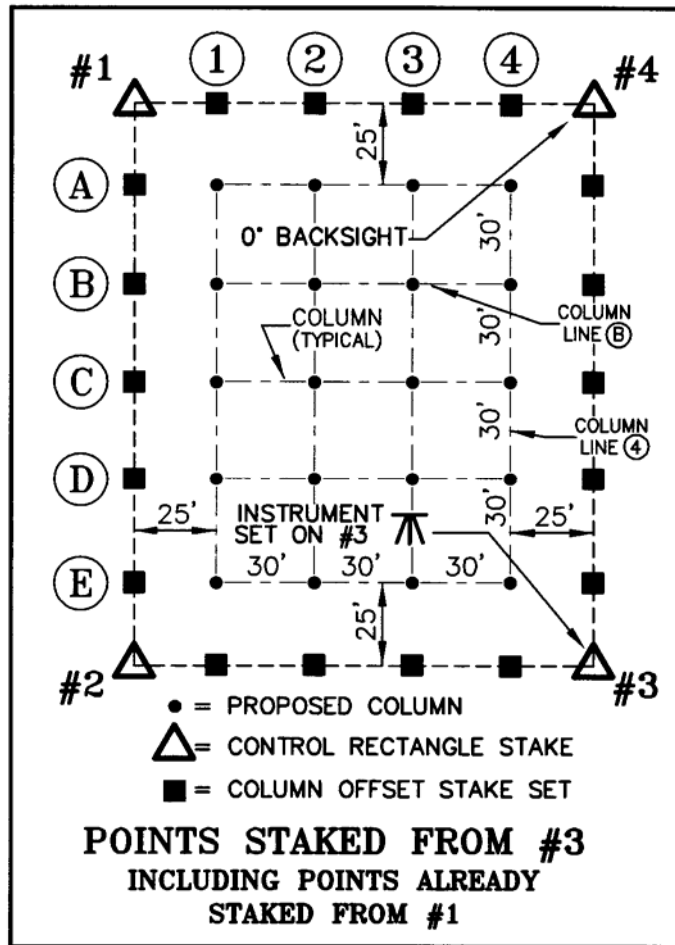 #1
1
2
3
4
#4
25'
A
0° BACKSIGHT
30'
B
COLUMN
(TYPICAL)
30'
COLUMN
LINE B
C
30'
COLUMN
LINE 4
D
25'
INSTRUMENT
SET ON #3
30'
25'
E
30'
30'
30'
25'
#2
#3
= PROPOSED COLUMN
= CONTROL RECTANGLE STAKE
= COLUMN OFFSET STAKE SET
POINTS STAKED FROM #3
INCLUDING POINTS ALREADY
STAKED FROM #1